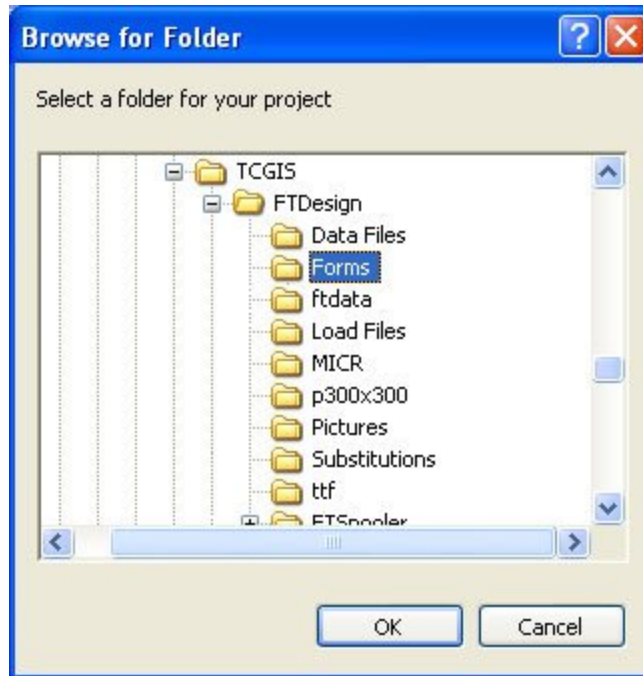 Browse for Folder
Select a folder for your project
TCGIS
FTDesign
Data Files
Forms
ftdata
Load Files
MICR
p300x300
Pictures
Substitutions
ttf
FTSpooler
OK
Cancel